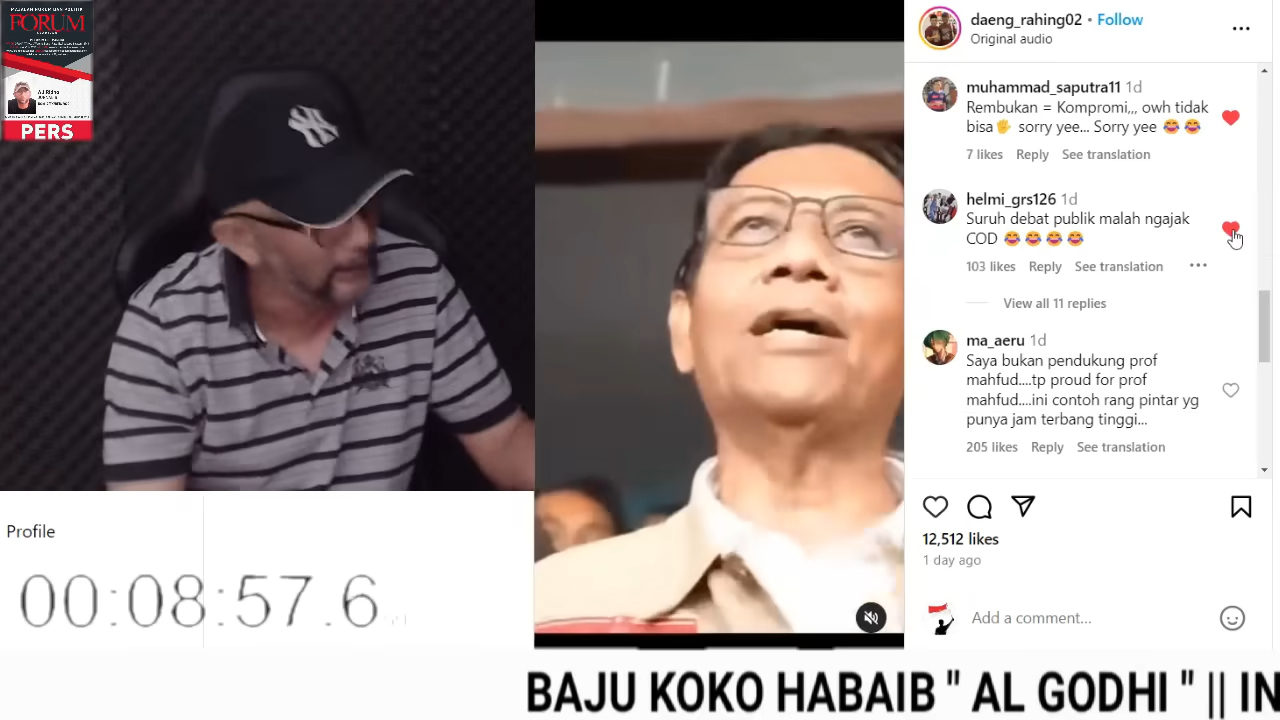 MAJALAH FORUM DAN POLITIK
FORUM
PERS
Profile
00:08:57.6
daeng_rahing02 • Follow
Original audio
muhammad_saputra11 1d
Rembukan = Kompromi,,, owh tidak
bisa🖐 sorry yee... Sorry yee 😂 😂
7 likes Reply See translation
helmi_grs126 1d
Suruh debat publik malah ngajak
COD 😂 😂 😂 😂
103 likes Reply See translation
View all 11 replies
ma_aeru 1d
Saya bukan pendukung prof
mahfud....tp proud for prof
mahfud....ini contoh rang pintar yg
punya jam terbang tinggi...
205 likes Reply See translation
12,512 likes
1 day ago
Add a comment...
BAJU KOKO HABAIB " AL GODHI " || IN